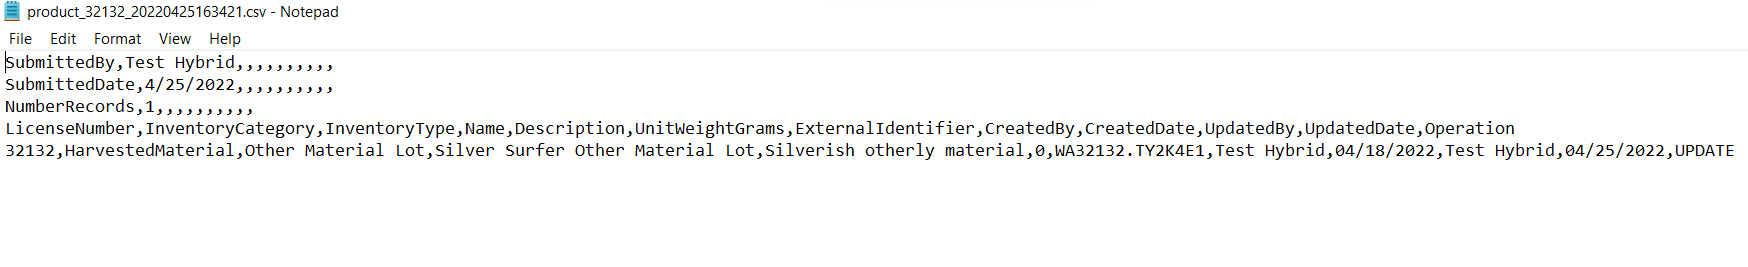 product_32132_20220425163421.csv - Notepad
File Edit Format View Help
SubmittedBy,Test Hybrid,,,,,,,,,,
SubmittedDate,4/25/2022,,,,,,,,,,
NumberRecords,1,,,,,,,,,,
LicenseNumber,InventoryCategory,InventoryType,Name,Description,UnitWeightGrams,ExternalIdentifier,CreatedBy,CreatedDate,UpdatedBy,UpdatedDate,Operation
32132,HarvestedMaterial,Other Material Lot,Silver Surfer Other Material Lot,Silverish otherly material,0,WA32132.TY2K4E1,Test Hybrid,04/18/2022,Test Hybrid,04/25/2022,UPDATE